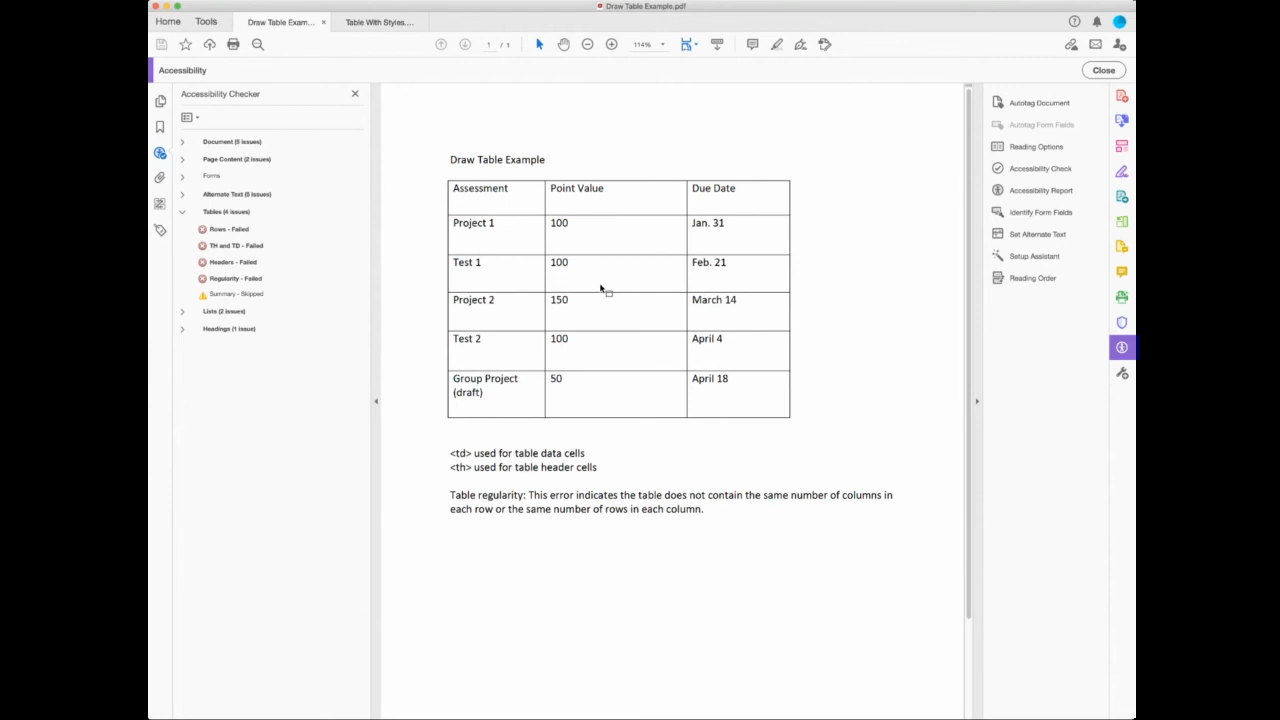 Draw Table Example.pdf
Home Tools Draw Table Exam... × Table With Styles....
1 / 1 114%
Accessibility Close
Accessibility Checker
Document (5 issues)
Page Content (2 issues)
Forms
Alternate Text (5 issues)
Tables (4 issues)
Rows - Failed
TH and TD - Failed
Headers - Failed
Regularity - Failed
Summary - Skipped
Lists (2 issues)
Headings (1 issue)
Draw Table Example
Assessment Point Value Due Date
Project 1 100 Jan. 31
Test 1 100 Feb. 21
Project 2 150 March 14
Test 2 100 April 4
Group Project 50 April 18
(draft)
<td> used for table data cells
<th> used for table header cells
Table regularity: This error indicates the table does not contain the same number of columns in
each row or the same number of rows in each column.
Autotag Document
Autotag Form Fields
Reading Options
Accessibility Check
Accessibility Report
Identify Form Fields
Set Alternate Text
Setup Assistant
Reading Order